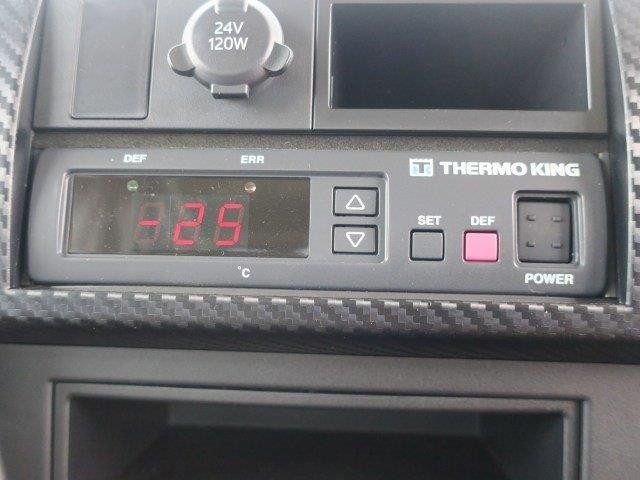 24V
120W
DEF ERR
THERMO KING
-25
SET DEF
°C
POWER